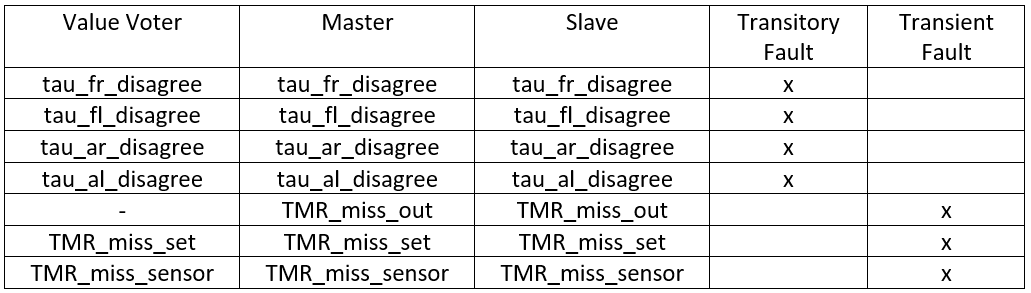 Value Voter Master Slave Transitory Fault Transient Fault
tau_fr_disagree tau_fr_disagree tau_fr_disagree x
tau_fl_disagree tau_fl_disagree tau_fl_disagree x
tau_ar_disagree tau_ar_disagree tau_ar_disagree x
tau_al_disagree tau_al_disagree tau_al_disagree x
- TMR_miss_out TMR_miss_out x
TMR_miss_set TMR_miss_set TMR_miss_set x
TMR_miss_sensor TMR_miss_sensor TMR_miss_sensor x